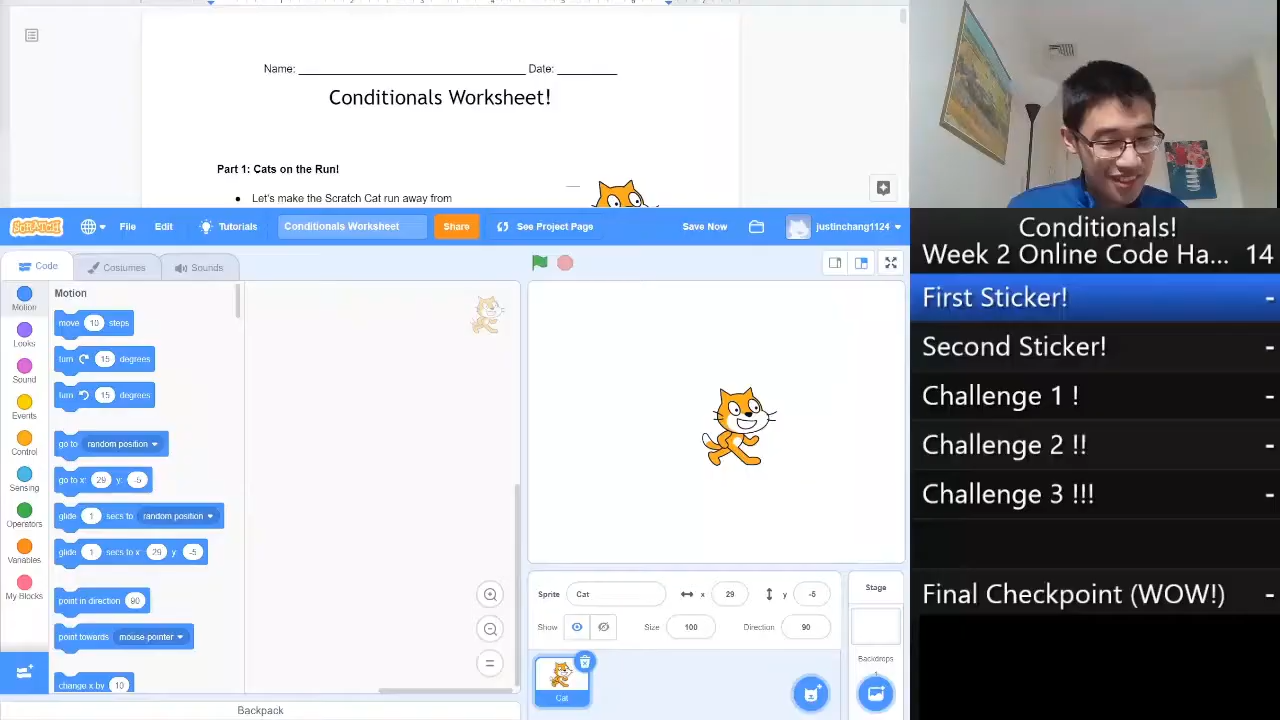 Name: ____________________ Date: __________
Conditionals Worksheet!
Part 1: Cats on the Run!
● Let's make the Scratch Cat run away from
SCRATCH
File
Edit
Tutorials
Conditionals Worksheet
Share
See Project Page
Save Now
justinchang1124
Code
Costumes
Sounds
Motion
Looks
Sound
Events
Control
Sensing
Operators
Variables
My Blocks
Motion
move 10 steps
turn 15 degrees
turn 15 degrees
go to random position
go to x: 29 y: -5
glide 1 secs to random position
glide 1 secs to x: 29 y: -5
point in direction 90
point towards mouse-pointer
change x by 10
Backpack
Sprite Cat x 29 y -5
Show Size 100 Direction 90
Cat
Stage
Backdrops
1
Conditionals!
Week 2 Online Code Ha... 14
First Sticker! -
Second Sticker! -
Challenge 1 ! -
Challenge 2 !! -
Challenge 3 !!! -
Final Checkpoint (WOW!) -